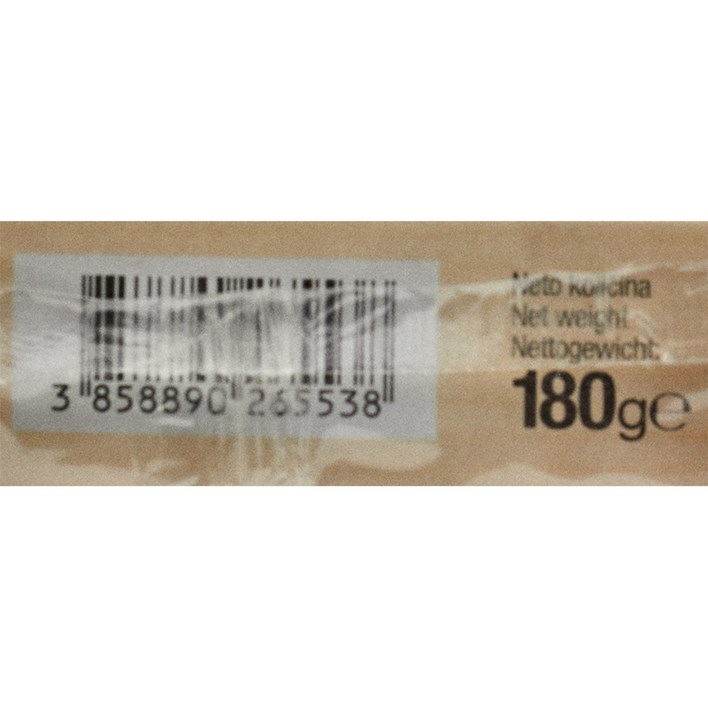 Neto količina
Net weight
Nettogewicht:
180g℮
3 858890 265538